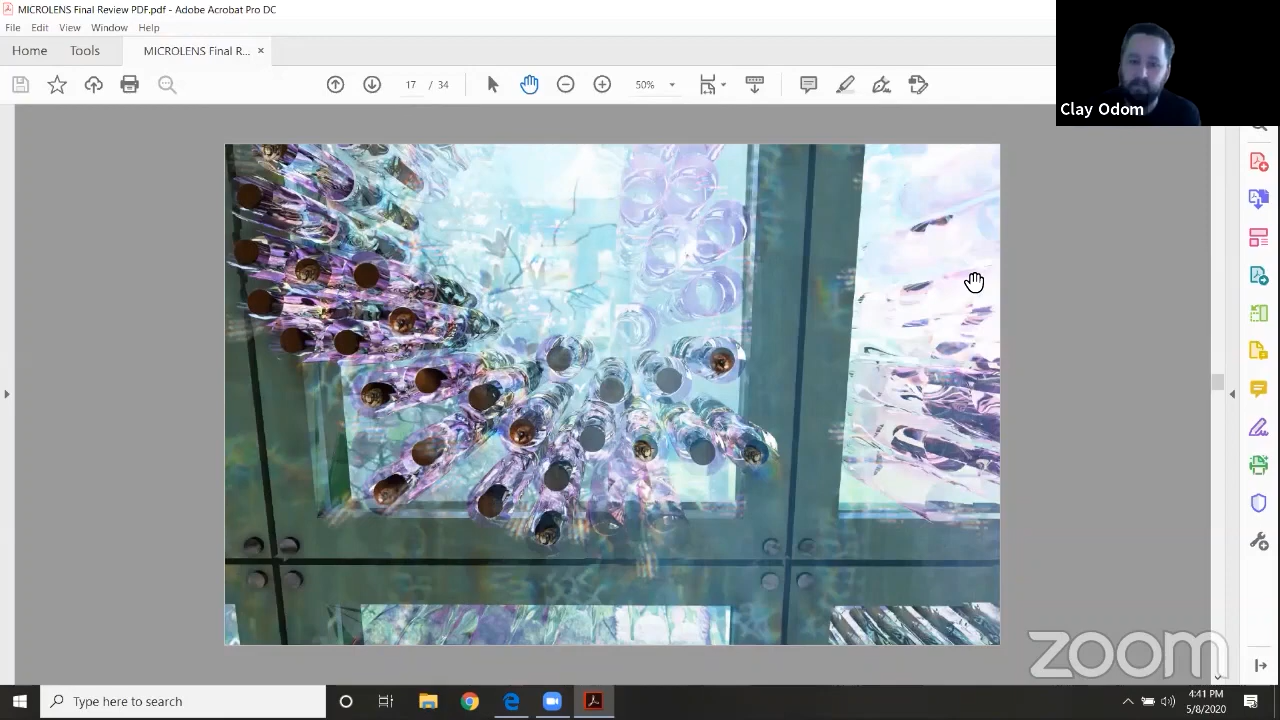 MICROLENS Final Review PDF.pdf - Adobe Acrobat Pro DC
File Edit View Window Help
Home Tools MICROLENS Final R... ×
17 / 34 50%
Clay Odom
zoom
Type here to search
4:41 PM
5/8/2020